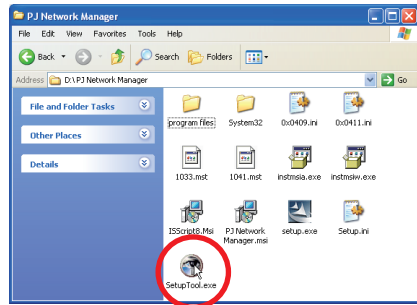 PJ Network Manager
File Edit View Favorites Tools Help
Back Search Folders
Address D:\PJ Network Manager Go
File and Folder Tasks
Other Places
Details
program files System32 0x0409.ini 0x0411.ini
1033.mst 1041.mst instmsia.exe instmsiw.exe
ISScript8.Msi PJ Network Manager.msi setup.exe Setup.ini
SetupTool.exe